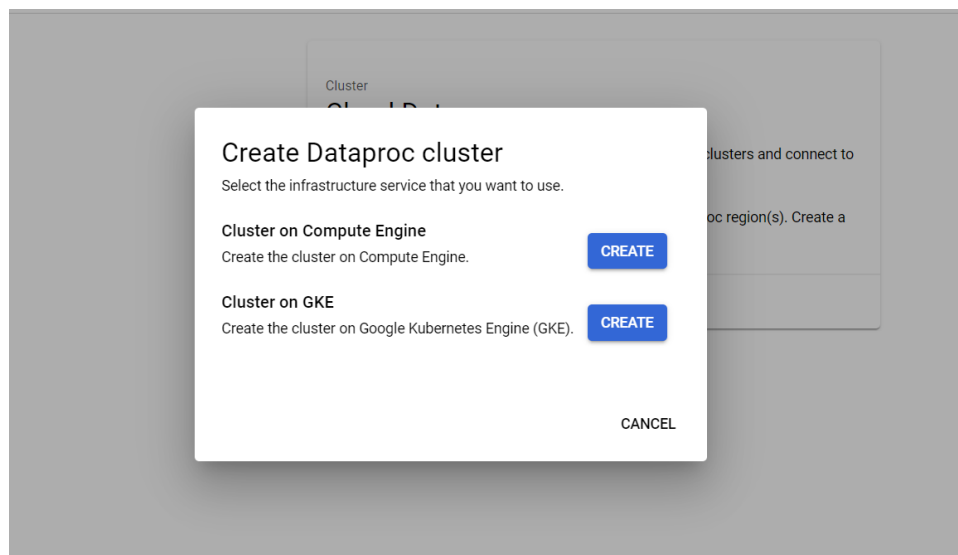 Cluster
Create Dataproc cluster
clusters and connect to
Select the infrastructure service that you want to use.
oc region(s). Create a
Cluster on Compute Engine
Create the cluster on Compute Engine.
CREATE
Cluster on GKE
Create the cluster on Google Kubernetes Engine (GKE).
CREATE
CANCEL